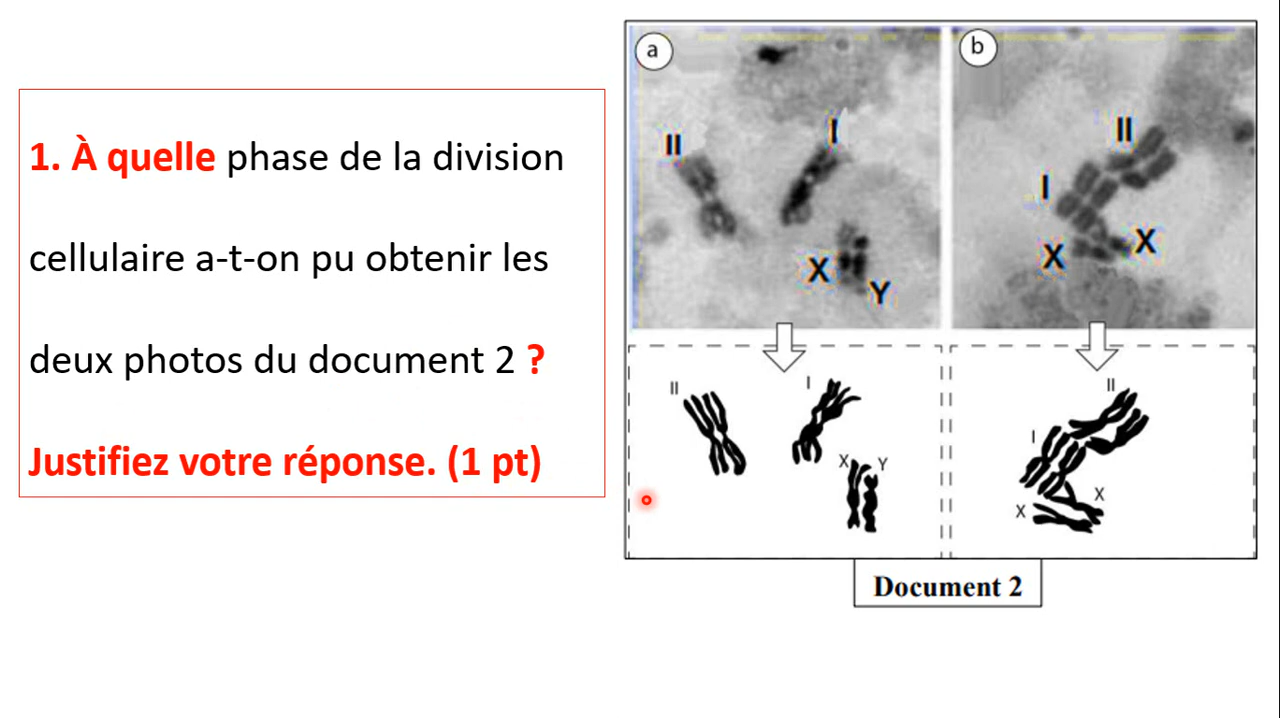 1. À quelle phase de la division
cellulaire a-t-on pu obtenir les
deux photos du document 2 ?
Justifiez votre réponse. (1 pt)
a
II
I
X
Y
b
II
I
X
X
II
I
X
Y
II
I
X
X
Document 2